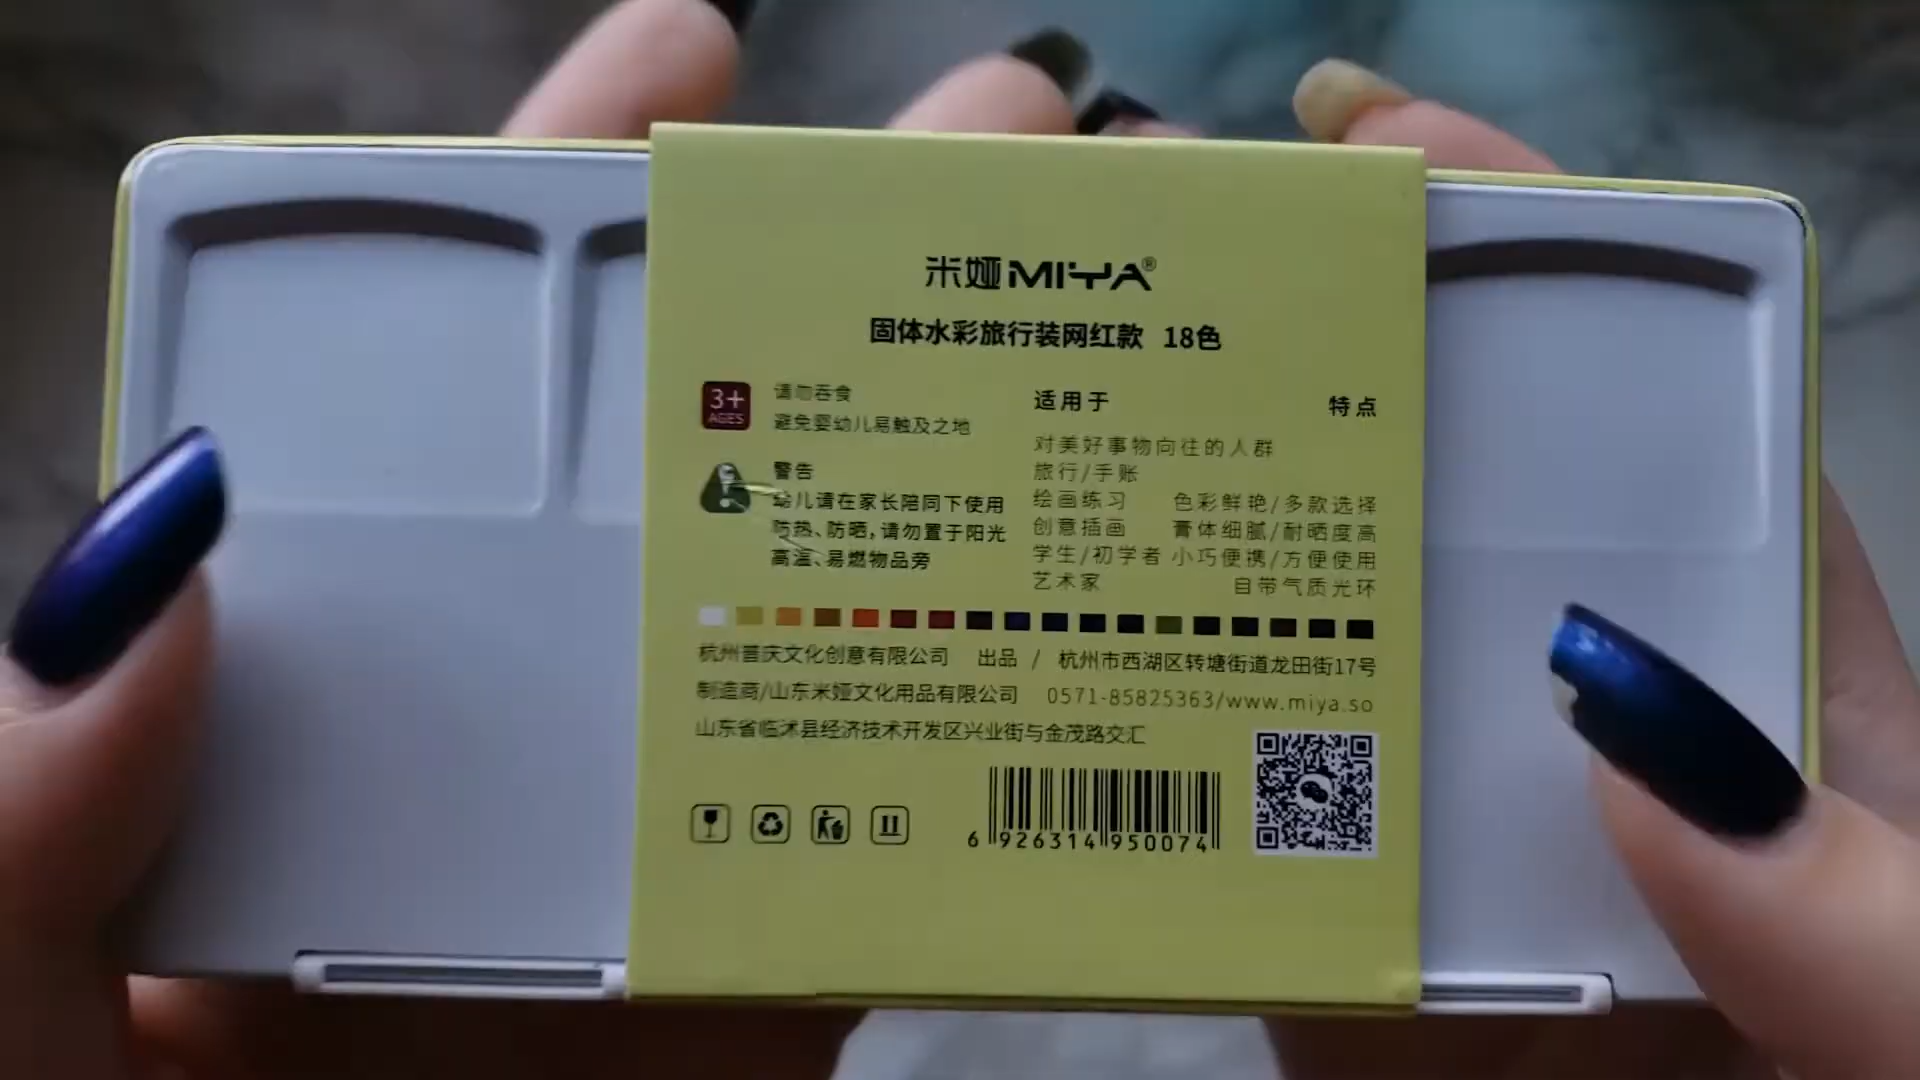 米娅MIYA®
固体水彩旅行装网红款 18色
3+
AGES
请勿吞食
避免婴幼儿易触及之地
警告
幼儿请在家长陪同下使用
防热、防晒,请勿置于阳光
高温、易燃物品旁
适用于
对美好事物向往的人群
旅行/手账
绘画练习
创意插画
学生/初学者
艺术家
特点
色彩鲜艳/多款选择
膏体细腻/耐晒度高
小巧便携/方便使用
自带气质光环
杭州普庆文化创意有限公司 出品 / 杭州市西湖区转塘街道龙田街17号
制造商/山东米娅文化用品有限公司 0571-85825363/www.miya.so
山东省临沭县经济技术开发区兴业街与金茂路交汇
6 926314 950074